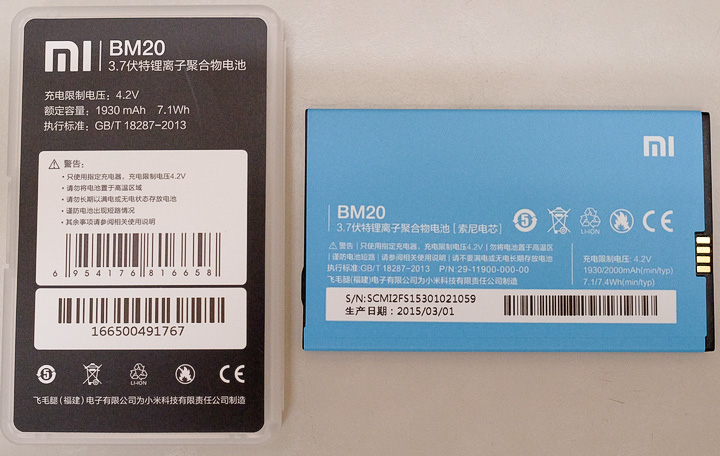 BM20
3.7伏特锂离子聚合物电池
充电限制电压：4.2V
额定容量：1930 mAh 7.1Wh
执行标准：GB/T 18287-2013
警告：
• 只使用指定充电器，充电限制电压4.2V
• 请勿将电池置于高温区域
• 请勿长期以满电或无电状态存放电池
• 谨防电池出现短路情况
• 其余事项请参阅相关使用说明
6 954176 816658
166500491767
5
LI-ION
CE
飞毛腿（福建）电子有限公司为小米科技有限责任公司制造
mi
BM20
3.7伏特锂离子聚合物电池【索尼电芯】
5
LI-ION
CE
警告｜只使用指定充电器，充电限制电压4.2V｜勿将电池置于高温区
｜谨防电池短路｜请不要满电或无电长期存放电池｜请参阅使用说明
执行标准:GB/T 18287-2013 P/N:29-11900-000-00
飞毛腿(福建)电子有限公司为小米科技有限责任公司制造
充电限制电压：4.2V
1930/2000mAh(min/typ)
7.1/7.4Wh(min/typ)
S/N:SCMI2FS15301021059
生产日期：2015/03/01